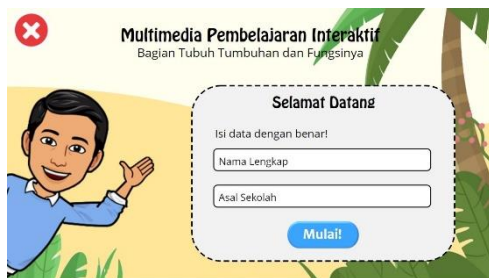 Multimedia Pembelajaran Interaktif
Bagian Tubuh Tumbuhan dan Fungsinya
Selamat Datang
Isi data dengan benar!
Nama Lengkap
Asal Sekolah
Mulai!